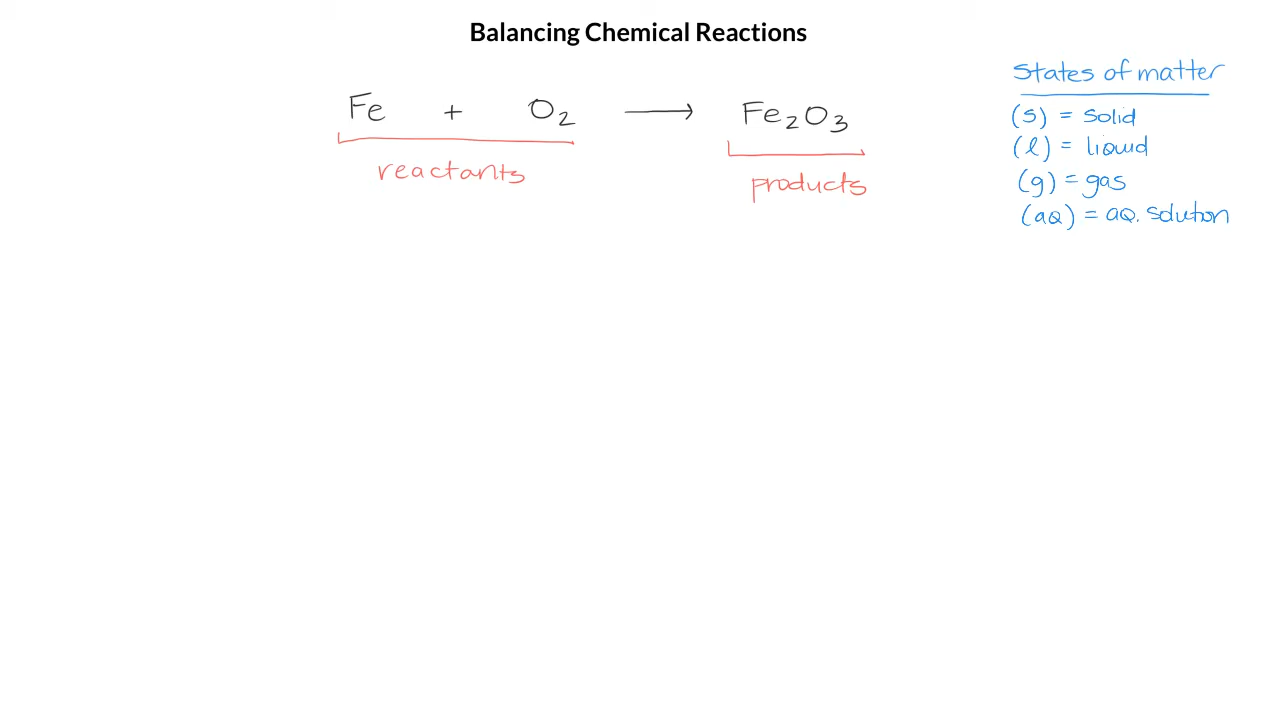 Balancing Chemical Reactions
Fe + O₂ ⟶ Fe₂O₃
reactants
products
States of matter
(s) = solid
(l) = liquid
(g) = gas
(aq) = aq. solution